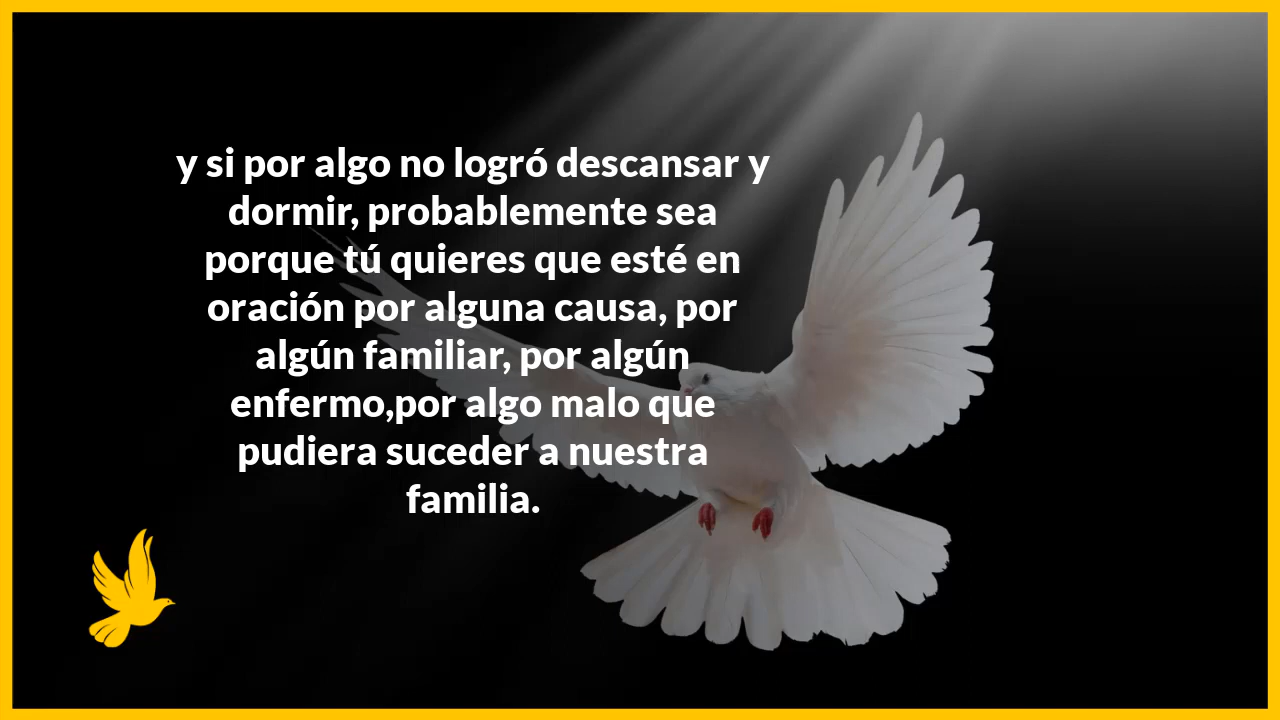 y si por algo no logró descansar y
dormir, probablemente sea
porque tú quieres que esté en
oración por alguna causa, por
algún familiar, por algún
enfermo,por algo malo que
pudiera suceder a nuestra
familia.